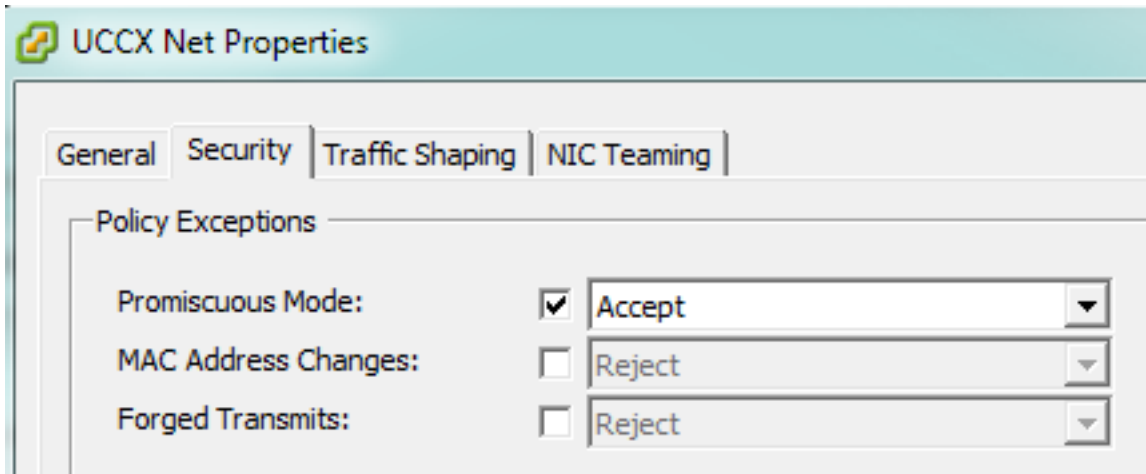 UCCX Net Properties
General Security Traffic Shaping NIC Teaming
Policy Exceptions
Promiscuous Mode: Accept
MAC Address Changes: Reject
Forged Transmits: Reject